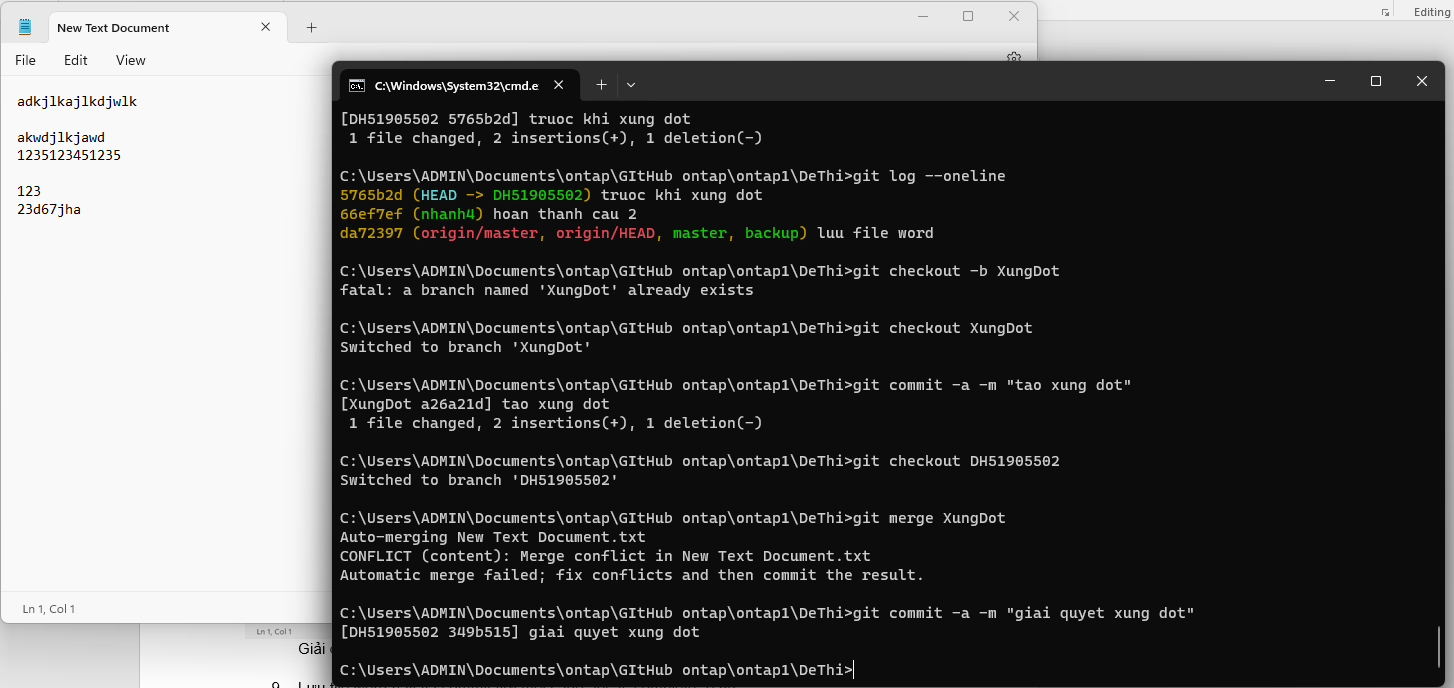 New Text Document
Editing
File Edit View
adkjlkajlkdjwlk
akwdjlkjawd
1235123451235
123
23d67jha
Ln 1, Col 1
C:\Windows\System32\cmd.e
[DH51905502 5765b2d] truoc khi xung dot
1 file changed, 2 insertions(+), 1 deletion(-)
C:\Users\ADMIN\Documents\ontap\GItHub ontap\ontap1\DeThi>git log --oneline
5765b2d (HEAD -> DH51905502) truoc khi xung dot
66ef7ef (nhanh4) hoan thanh cau 2
da72397 (origin/master, origin/HEAD, master, backup) luu file word
C:\Users\ADMIN\Documents\ontap\GItHub ontap\ontap1\DeThi>git checkout -b XungDot
fatal: a branch named 'XungDot' already exists
C:\Users\ADMIN\Documents\ontap\GItHub ontap\ontap1\DeThi>git checkout XungDot
Switched to branch 'XungDot'
C:\Users\ADMIN\Documents\ontap\GItHub ontap\ontap1\DeThi>git commit -a -m "tao xung dot"
[XungDot a26a21d] tao xung dot
1 file changed, 2 insertions(+), 1 deletion(-)
C:\Users\ADMIN\Documents\ontap\GItHub ontap\ontap1\DeThi>git checkout DH51905502
Switched to branch 'DH51905502'
C:\Users\ADMIN\Documents\ontap\GItHub ontap\ontap1\DeThi>git merge XungDot
Auto-merging New Text Document.txt
CONFLICT (content): Merge conflict in New Text Document.txt
Automatic merge failed; fix conflicts and then commit the result.
C:\Users\ADMIN\Documents\ontap\GItHub ontap\ontap1\DeThi>git commit -a -m "giai quyet xung dot"
[DH51905502 349b515] giai quyet xung dot
C:\Users\ADMIN\Documents\ontap\GItHub ontap\ontap1\DeThi>
Ln 1, Col 1
Giải